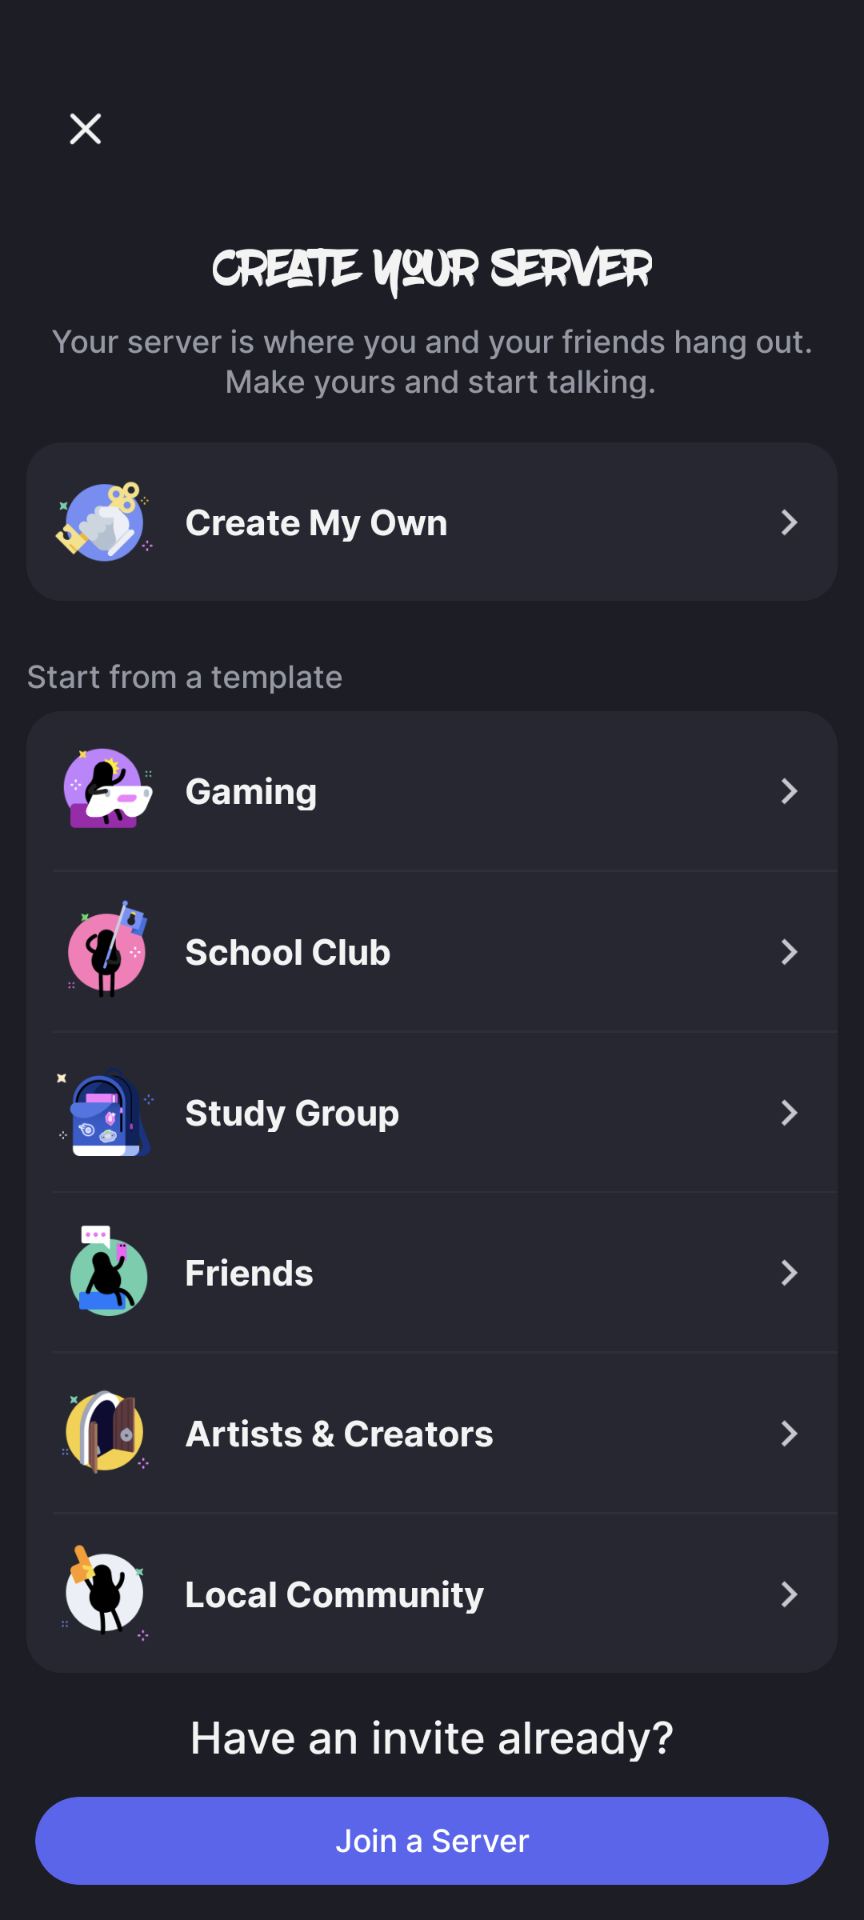 CREATE YOUR SERVER
Your server is where you and your friends hang out.
Make yours and start talking.
Create My Own
Start from a template
Gaming
School Club
Study Group
Friends
Artists & Creators
Local Community
Have an invite already?
Join a Server